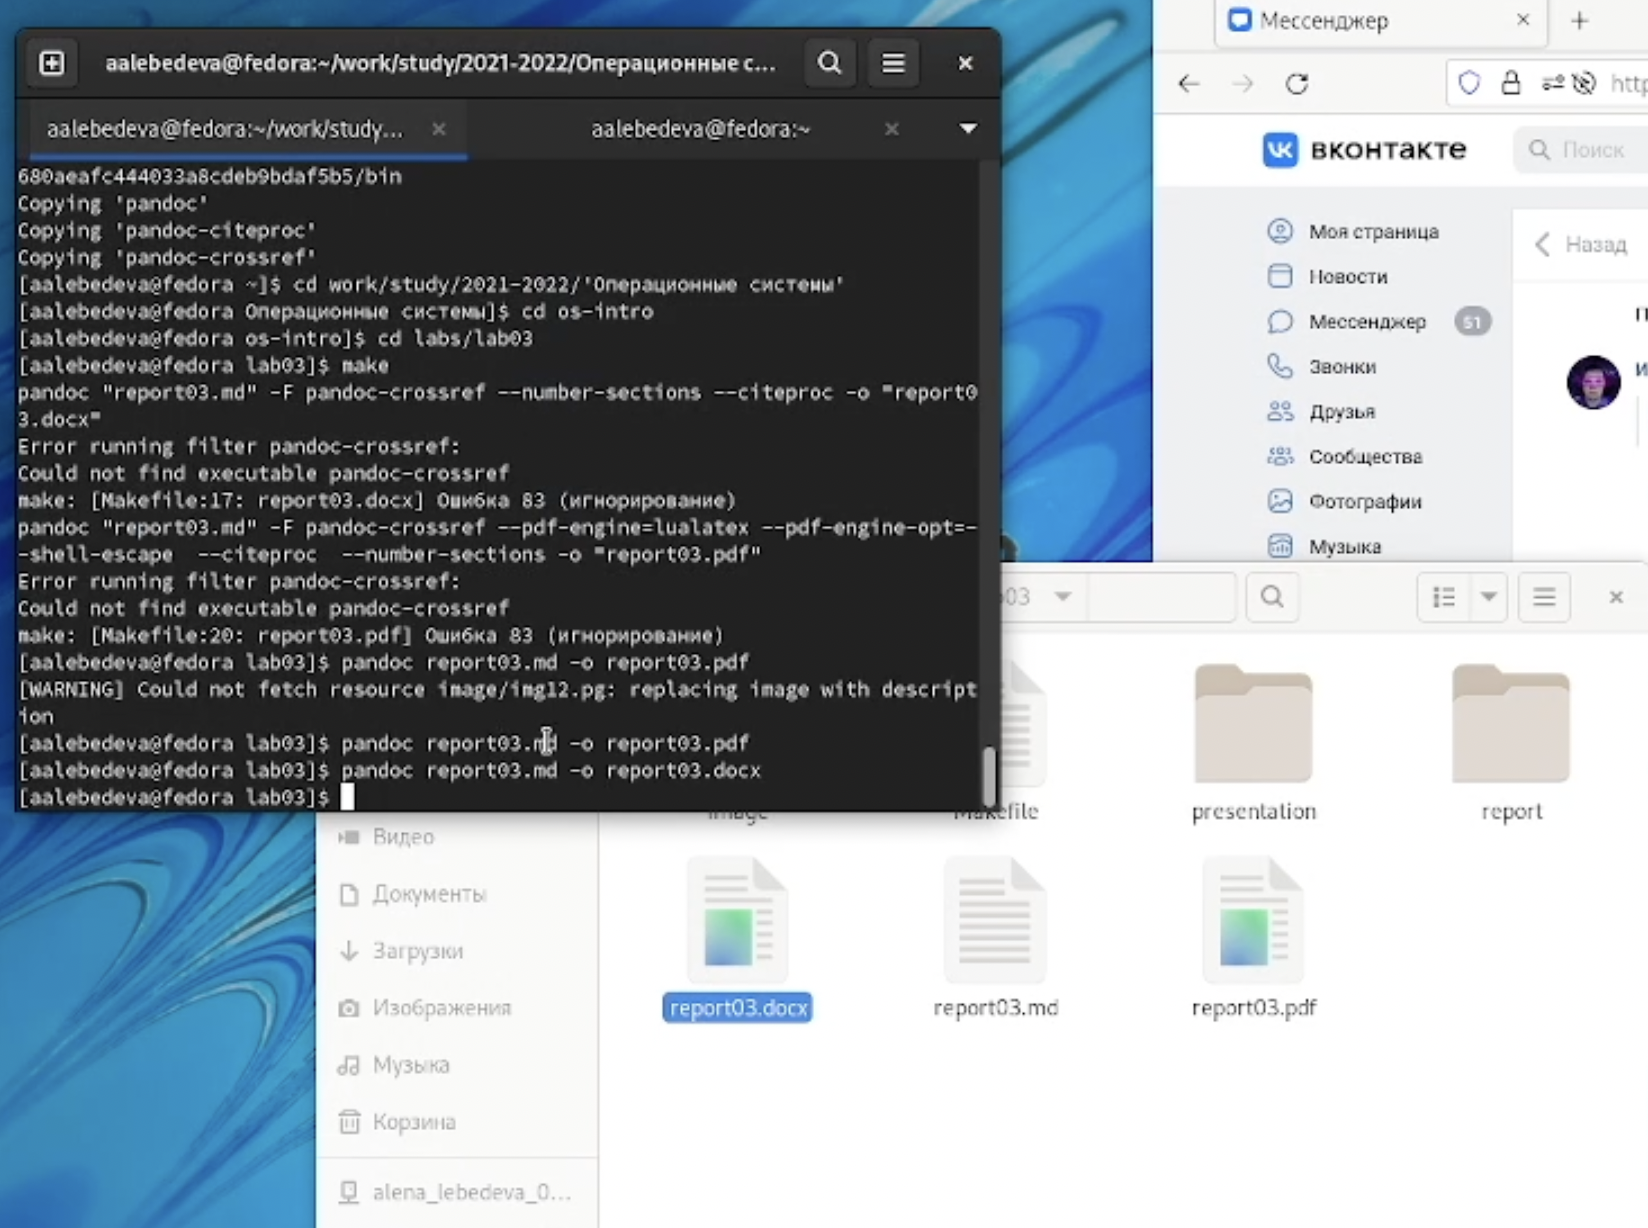 aalebedeva@fedora:~/work/study/2021-2022/Операционные с...
aalebedeva@fedora:~/work/study...
aalebedeva@fedora:~
680aeafc444033a8cdeb9bdaf5b5/bin
Copying 'pandoc'
Copying 'pandoc-citeproc'
Copying 'pandoc-crossref'
[aalebedeva@fedora ~]$ cd work/study/2021-2022/'Операционные системы'
[aalebedeva@fedora Операционные системы]$ cd os-intro
[aalebedeva@fedora os-intro]$ cd labs/lab03
[aalebedeva@fedora lab03]$ make
pandoc "report03.md" -F pandoc-crossref --number-sections --citeproc -o "report0
3.docx"
Error running filter pandoc-crossref:
Could not find executable pandoc-crossref
make: [Makefile:17: report03.docx] Ошибка 83 (игнорирование)
pandoc "report03.md" -F pandoc-crossref --pdf-engine=lualatex --pdf-engine-opt=-
-shell-escape  --citeproc  --number-sections -o "report03.pdf"
Error running filter pandoc-crossref:
Could not find executable pandoc-crossref
make: [Makefile:20: report03.pdf] Ошибка 83 (игнорирование)
[aalebedeva@fedora lab03]$ pandoc report03.md -o report03.pdf
[WARNING] Could not fetch resource image/img12.pg: replacing image with descript
ion
[aalebedeva@fedora lab03]$ pandoc report03.md -o report03.pdf
[aalebedeva@fedora lab03]$ pandoc report03.md -o report03.docx
[aalebedeva@fedora lab03]$
Мессенджер
http
вконтакте
Поиск
Моя страница
Новости
Мессенджер 51
Звонки
Друзья
Сообщества
Фотографии
Музыка
Назад
03
image
Makefile
presentation
report
report03.docx
report03.md
report03.pdf
Видео
Документы
Загрузки
Изображения
Музыка
Корзина
alena_lebedeva_0...